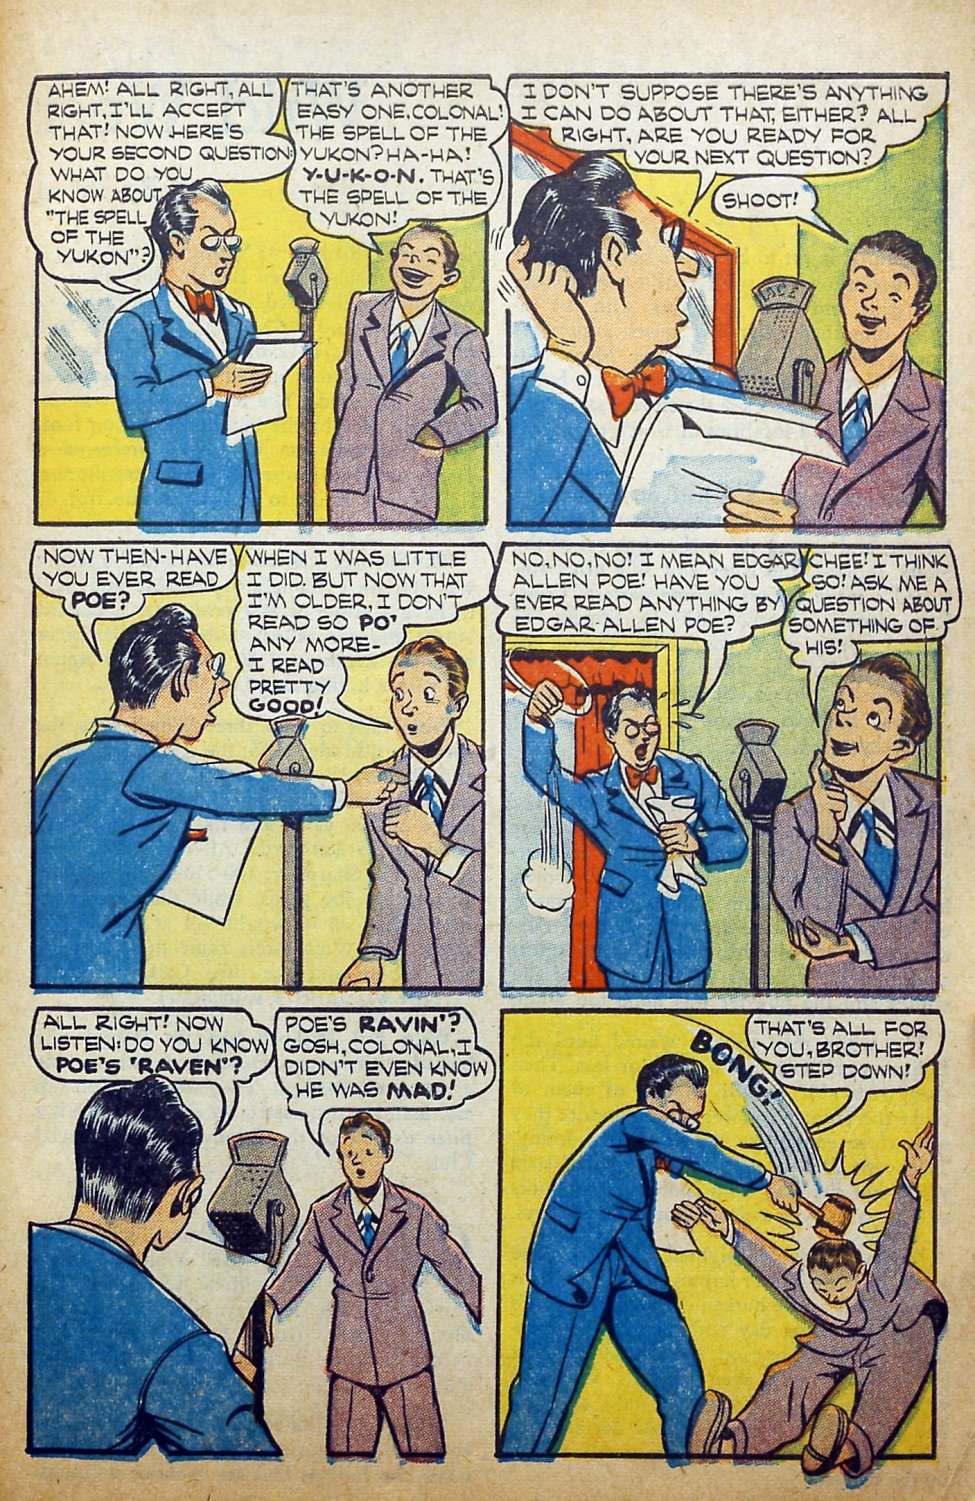 AHEM! ALL RIGHT, ALL
RIGHT, I'LL ACCEPT
THAT! NOW HERE'S
YOUR SECOND QUESTION:
WHAT DO YOU
KNOW ABOUT
"THE SPELL
OF THE
YUKON"?
THAT'S ANOTHER
EASY ONE, COLONAL!
THE SPELL OF THE
YUKON? HA-HA!
Y-U-K-O-N. THAT'S
THE SPELL OF THE
YUKON!
I DON'T SUPPOSE THERE'S ANYTHING
I CAN DO ABOUT THAT, EITHER? ALL
RIGHT, ARE YOU READY FOR
YOUR NEXT QUESTION?
SHOOT!
NOW THEN-HAVE
YOU EVER READ
POE?
WHEN I WAS LITTLE
I DID. BUT NOW THAT
I'M OLDER, I DON'T
READ SO PO'
ANY MORE-
I READ
PRETTY
GOOD!
NO, NO, NO! I MEAN EDGAR
ALLEN POE! HAVE YOU
EVER READ ANYTHING BY
EDGAR-ALLEN POE?
CHEE! I THINK
SO! ASK ME A
QUESTION ABOUT
SOMETHING OF
HIS!
ALL RIGHT! NOW
LISTEN: DO YOU KNOW
POE'S 'RAVEN'?
POE'S RAVIN'?
GOSH, COLONAL, I
DIDN'T EVEN KNOW
HE WAS MAD!
BONG!
THAT'S ALL FOR
YOU, BROTHER!
STEP DOWN!